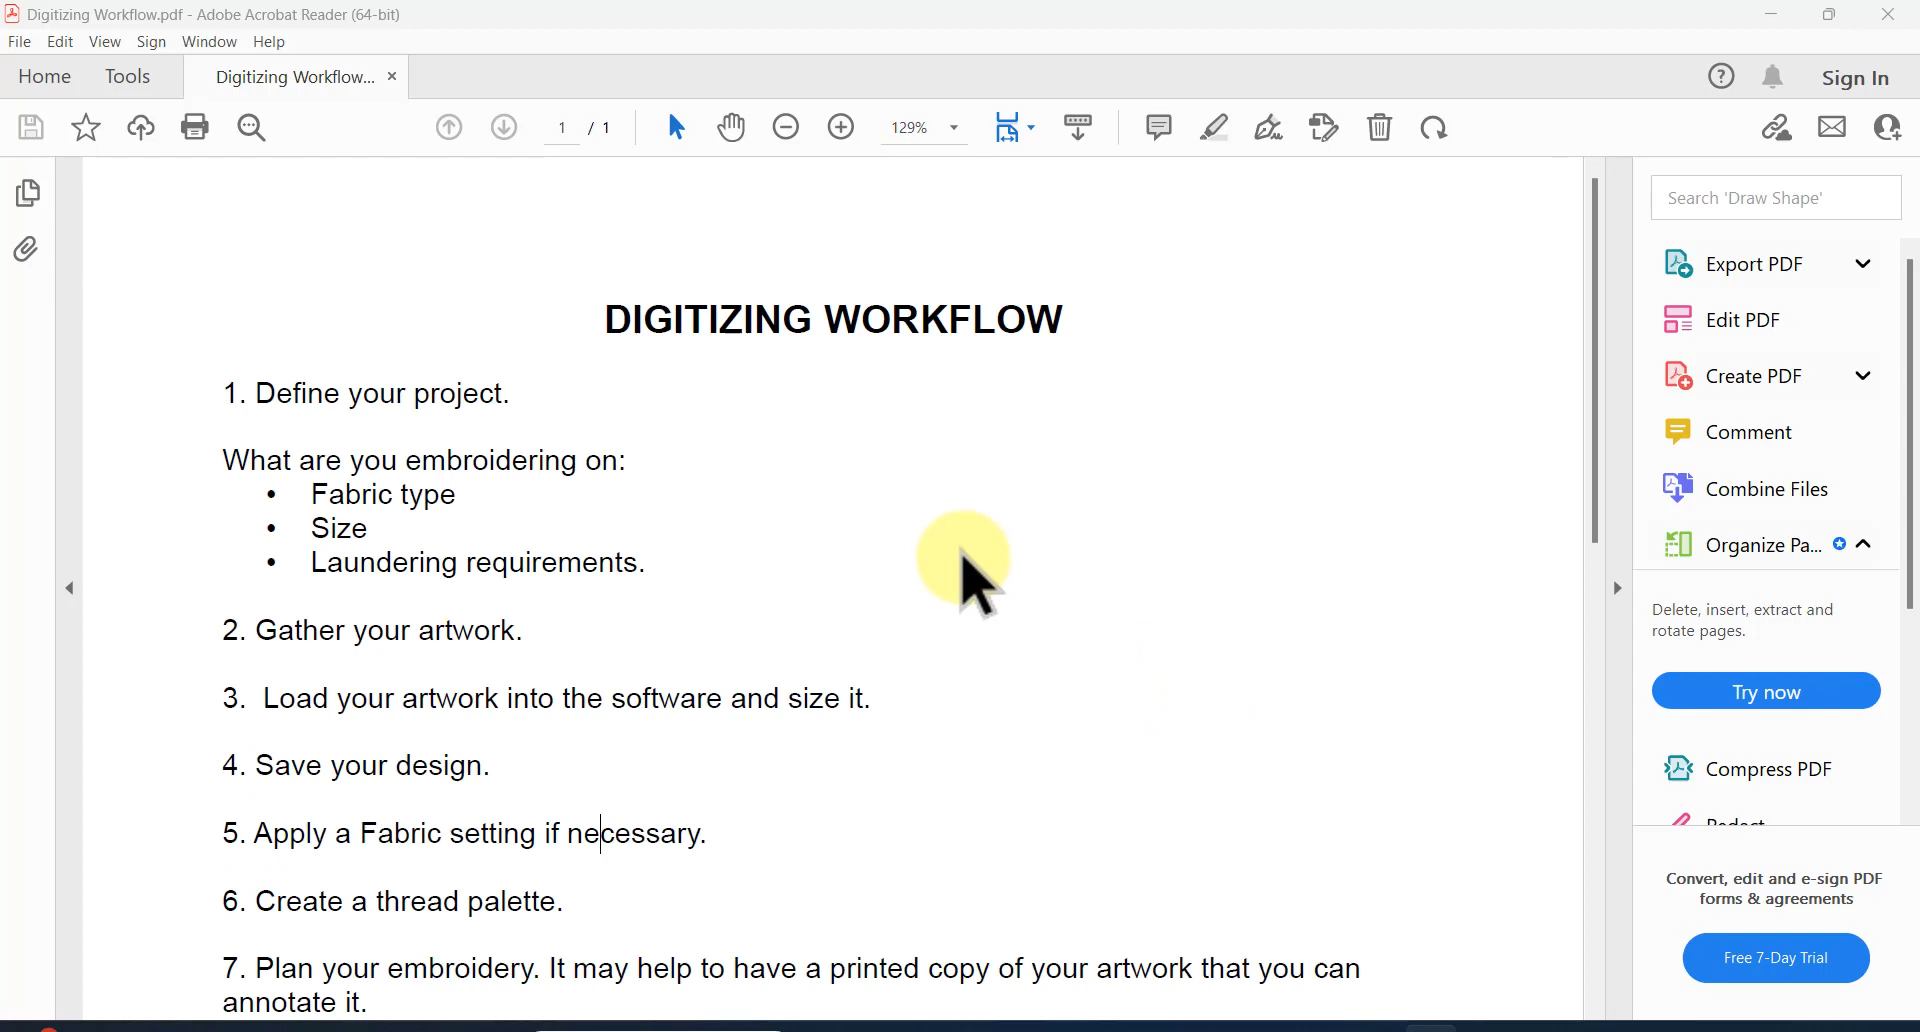 Digitizing Workflow.pdf - Adobe Acrobat Reader (64-bit)
File Edit View Sign Window Help
Home Tools Digitizing Workflow... × Sign In
1 / 1 129%
Search 'Draw Shape'
Export PDF
Edit PDF
Create PDF
Comment
Combine Files
Organize Pa...
Delete, insert, extract and
rotate pages.
Try now
Compress PDF
Redact
Convert, edit and e-sign PDF
forms & agreements
Free 7-Day Trial
DIGITIZING WORKFLOW
1. Define your project.
What are you embroidering on:
• Fabric type
• Size
• Laundering requirements.
2. Gather your artwork.
3. Load your artwork into the software and size it.
4. Save your design.
5. Apply a Fabric setting if necessary.
6. Create a thread palette.
7. Plan your embroidery. It may help to have a printed copy of your artwork that you can
annotate it.